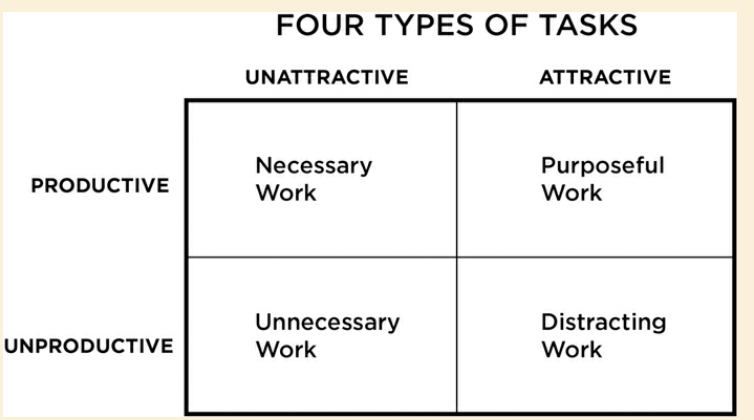 FOUR TYPES OF TASKS
UNATTRACTIVE ATTRACTIVE
PRODUCTIVE
Necessary
Work
Purposeful
Work
UNPRODUCTIVE
Unnecessary
Work
Distracting
Work